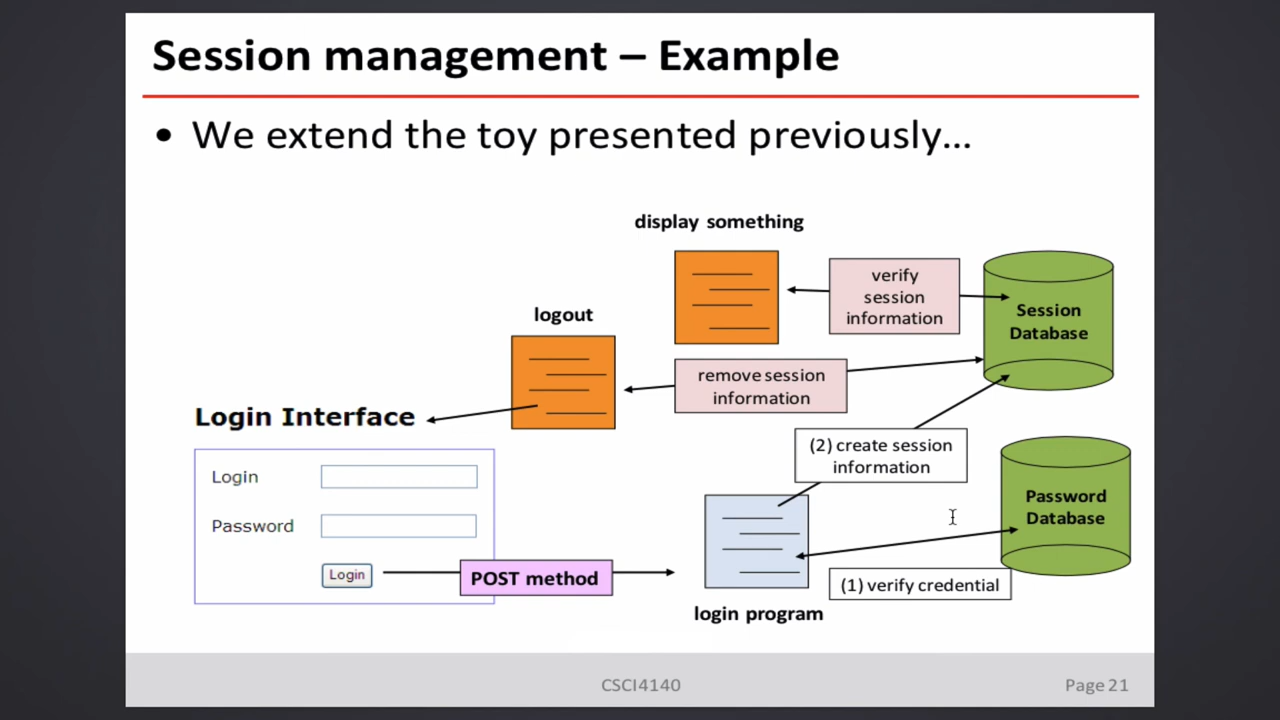 Session management – Example
• We extend the toy presented previously...
display something
verify
session
information
Session
Database
logout
remove session
information
Login Interface
(2) create session
information
Login
Password
Password
Database
Login
POST method
(1) verify credential
login program
CSCI4140
Page 21